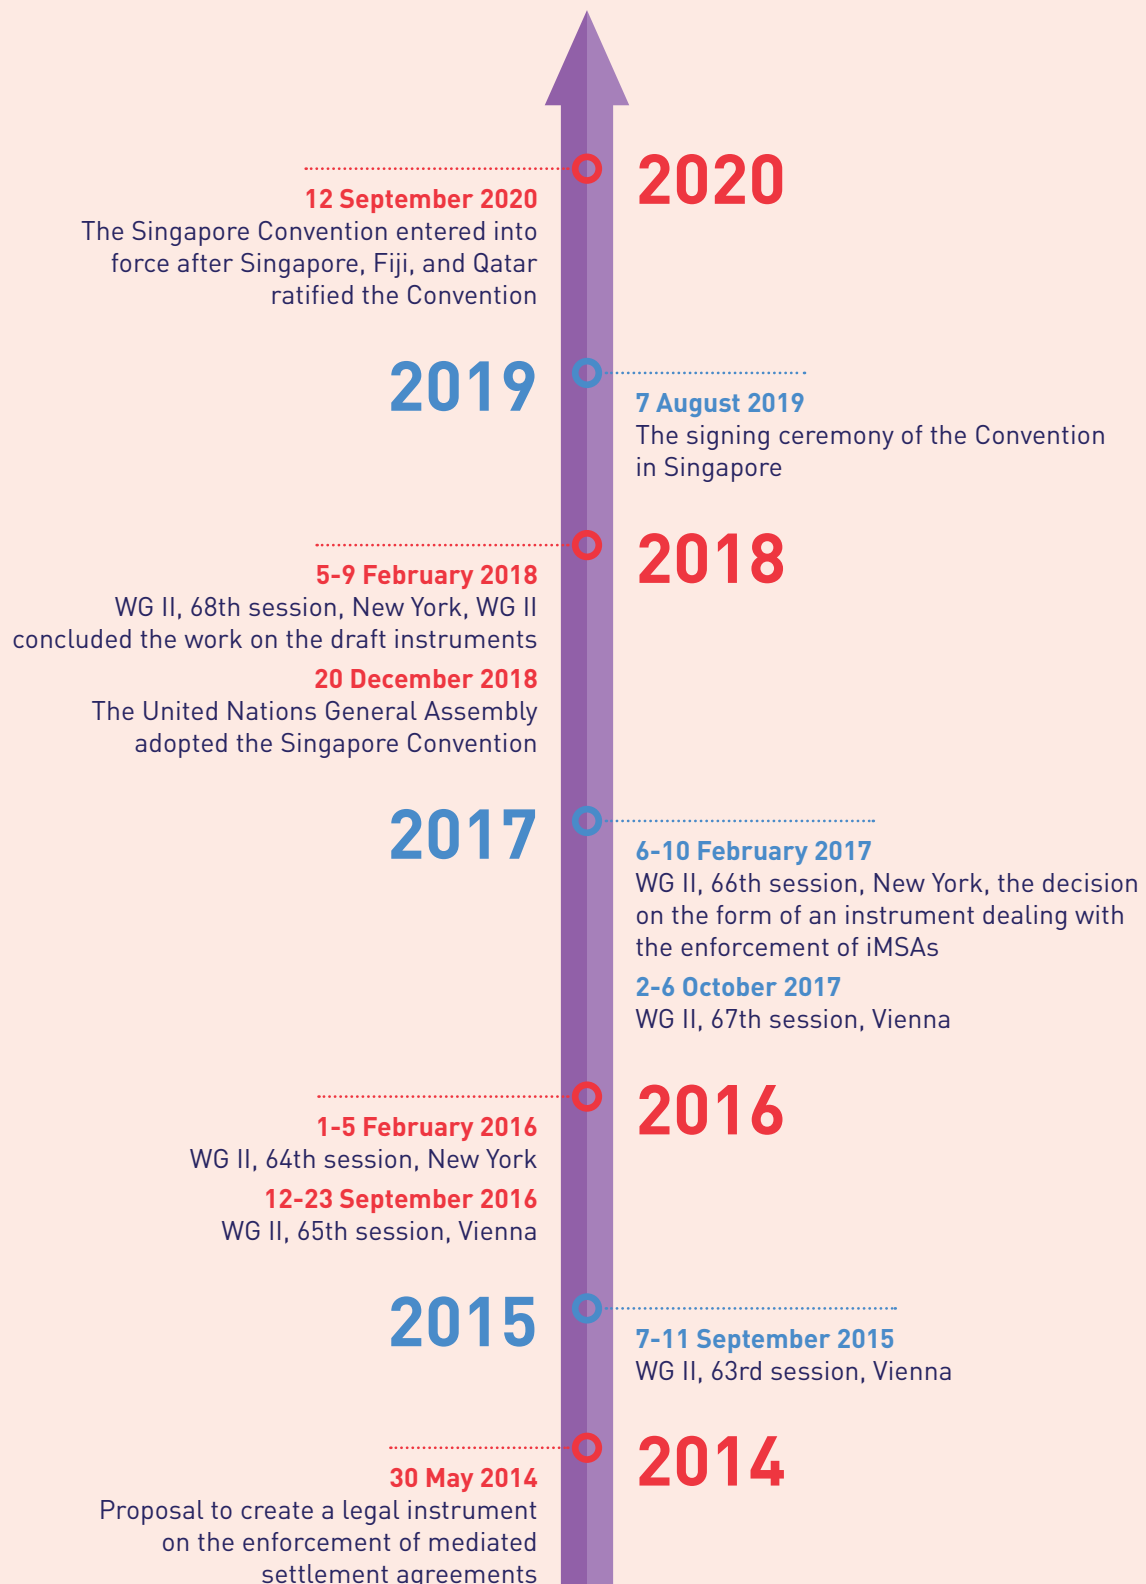 2020
12 September 2020
The Singapore Convention entered into
force after Singapore, Fiji, and Qatar
ratified the Convention
2019
7 August 2019
The signing ceremony of the Convention
in Singapore
2018
5-9 February 2018
WG II, 68th session, New York, WG II
concluded the work on the draft instruments
20 December 2018
The United Nations General Assembly
adopted the Singapore Convention
2017
6-10 February 2017
WG II, 66th session, New York, the decision
on the form of an instrument dealing with
the enforcement of iMSAs
2-6 October 2017
WG II, 67th session, Vienna
2016
1-5 February 2016
WG II, 64th session, New York
12-23 September 2016
WG II, 65th session, Vienna
2015
7-11 September 2015
WG II, 63rd session, Vienna
2014
30 May 2014
Proposal to create a legal instrument
on the enforcement of mediated
settlement agreements